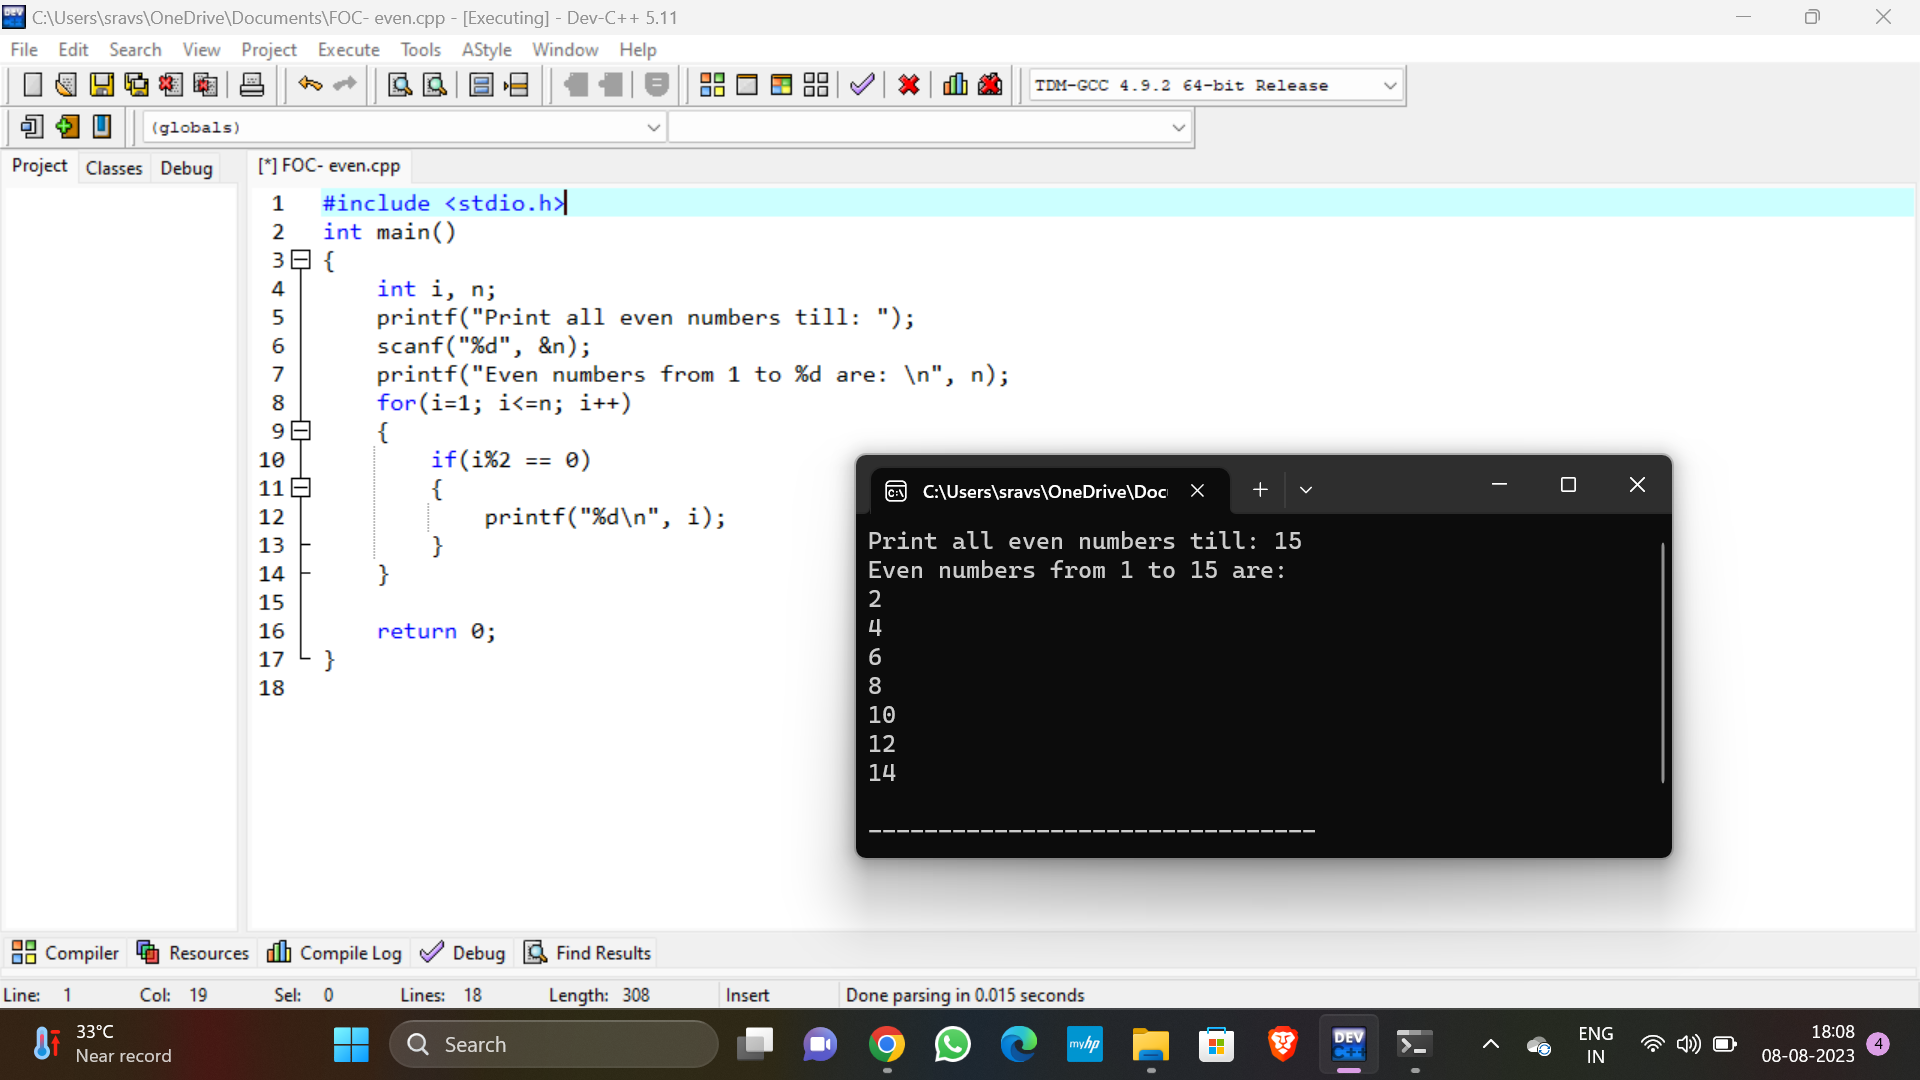 C:\Users\sravs\OneDrive\Documents\FOC- even.cpp - [Executing] - Dev-C++ 5.11
File Edit Search View Project Execute Tools AStyle Window Help
TDM-GCC 4.9.2 64-bit Release
(globals)
Project Classes Debug
[*] FOC- even.cpp
1 #include <stdio.h>
2 int main()
3 {
4 int i, n;
5 printf("Print all even numbers till: ");
6 scanf("%d", &n);
7 printf("Even numbers from 1 to %d are: \n", n);
8 for(i=1; i<=n; i++)
9 {
10 if(i%2 == 0)
11 {
12 printf("%d\n", i);
13 }
14 }
15
16 return 0;
17 }
18
C:\Users\sravs\OneDrive\Doc
Print all even numbers till: 15
Even numbers from 1 to 15 are:
2
4
6
8
10
12
14
--------------------------------
Compiler Resources Compile Log Debug Find Results
Line: 1 Col: 19 Sel: 0 Lines: 18 Length: 308 Insert Done parsing in 0.015 seconds
33°C
Near record
Search
myhp
DEV
C++
ENG
IN
18:08
08-08-2023
4